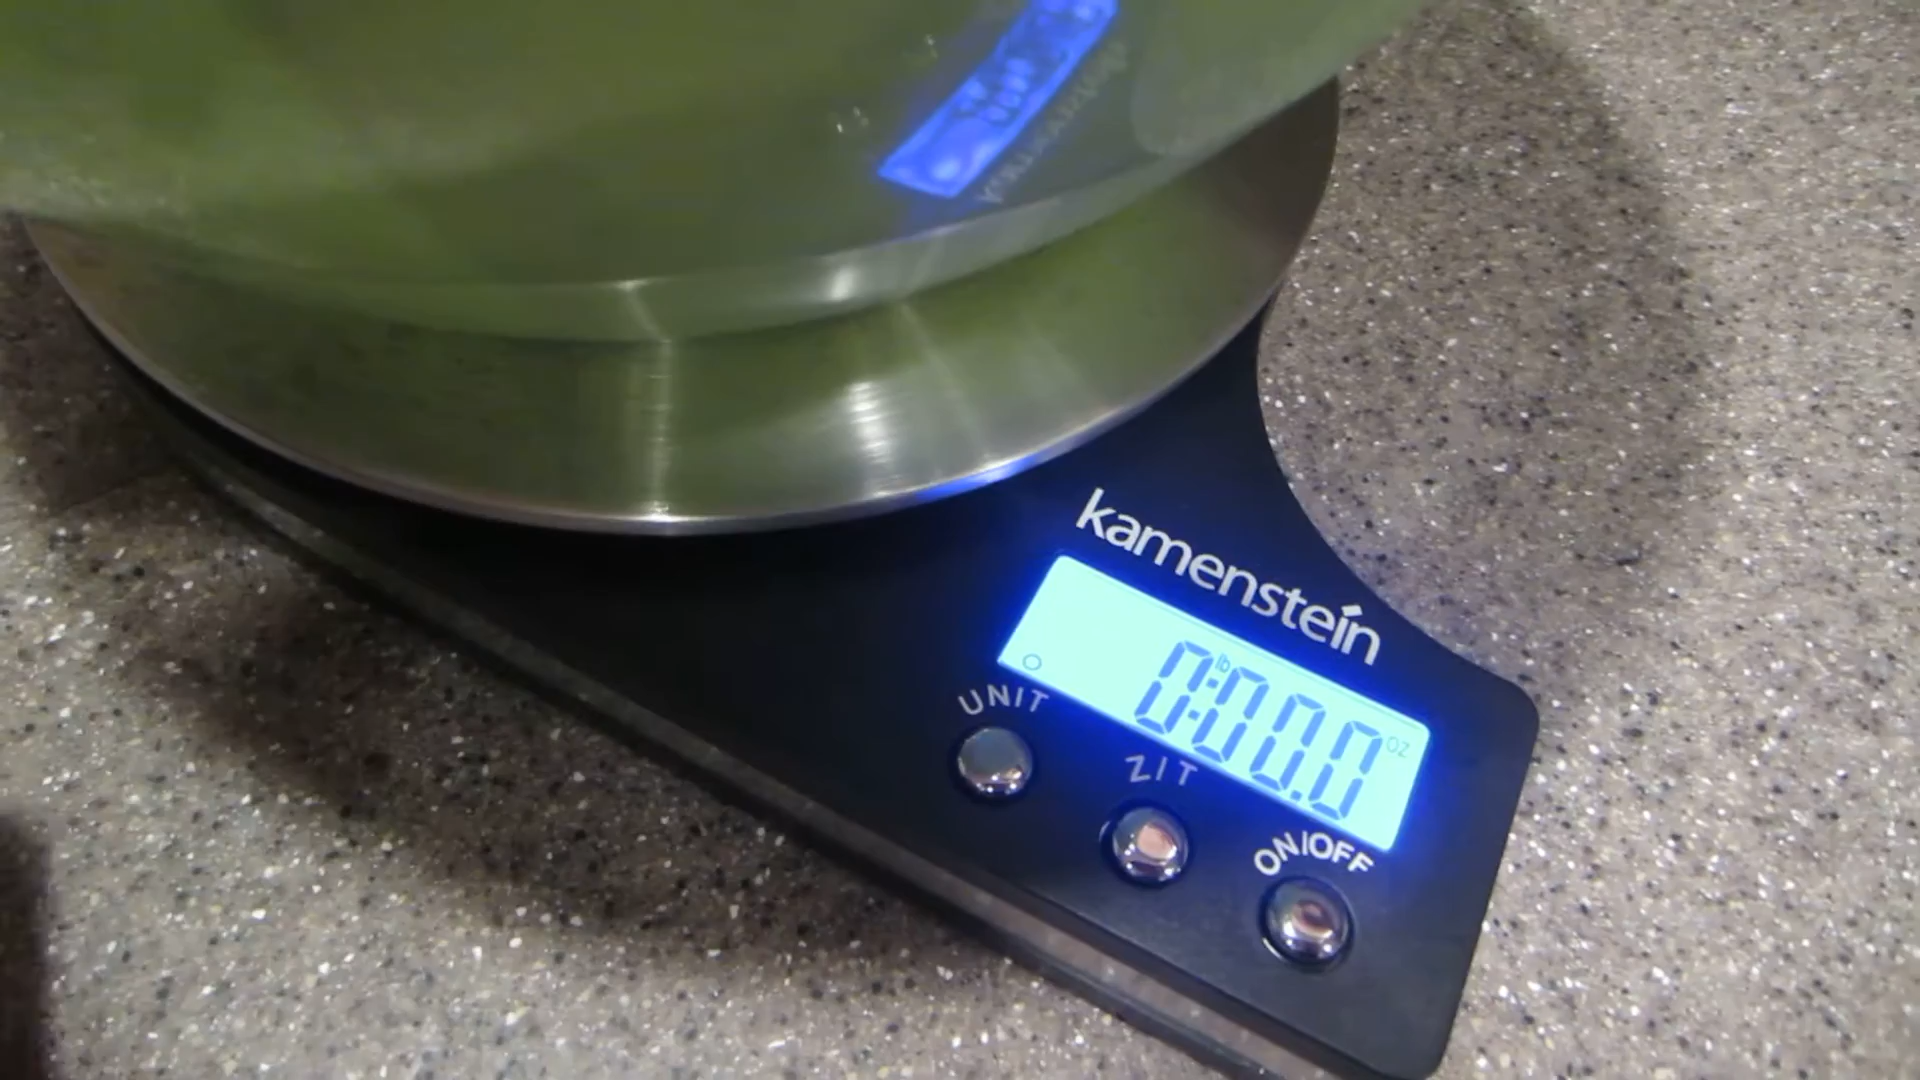 kamenstein
lb
0:00.0 oz
UNIT
Z/T
ON/OFF